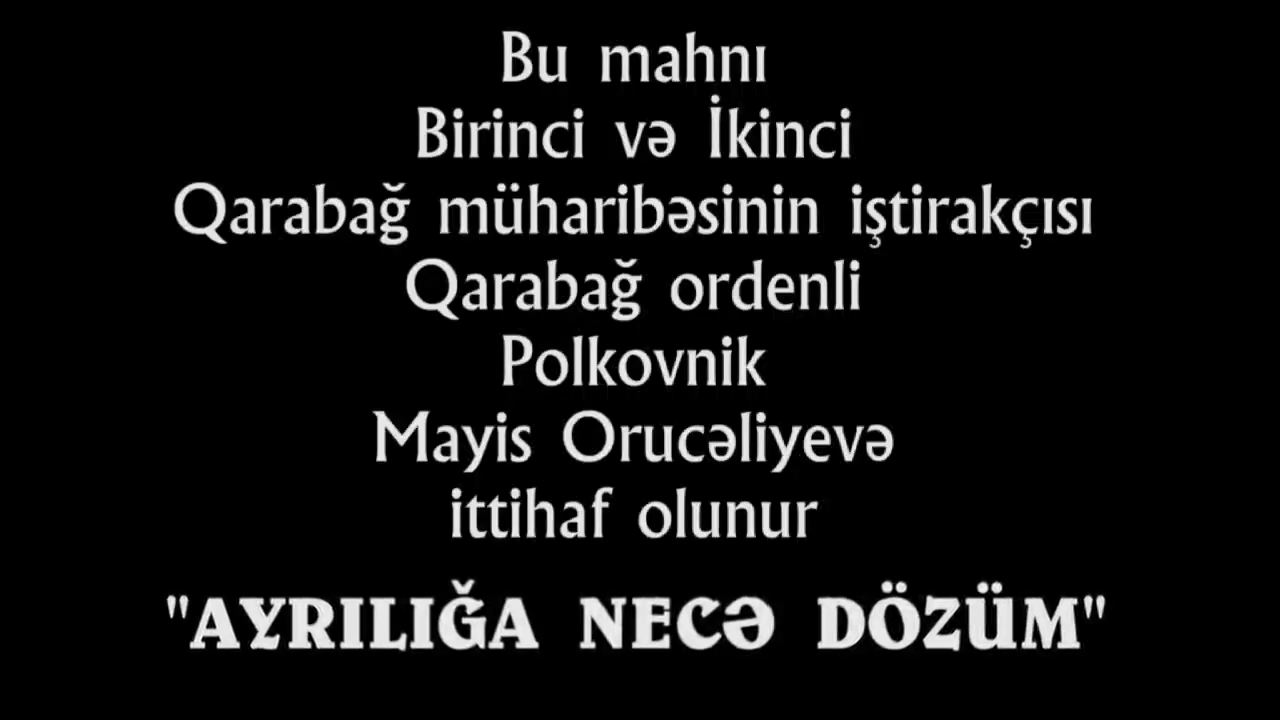 Bu mahnı
Birinci və İkinci
Qarabağ müharibəsinin iştirakçısı
Qarabağ ordenli
Polkovnik
Mayis Orucəliyevə
ittihaf olunur
"AYRILIĞA NECƏ DÖZÜM"